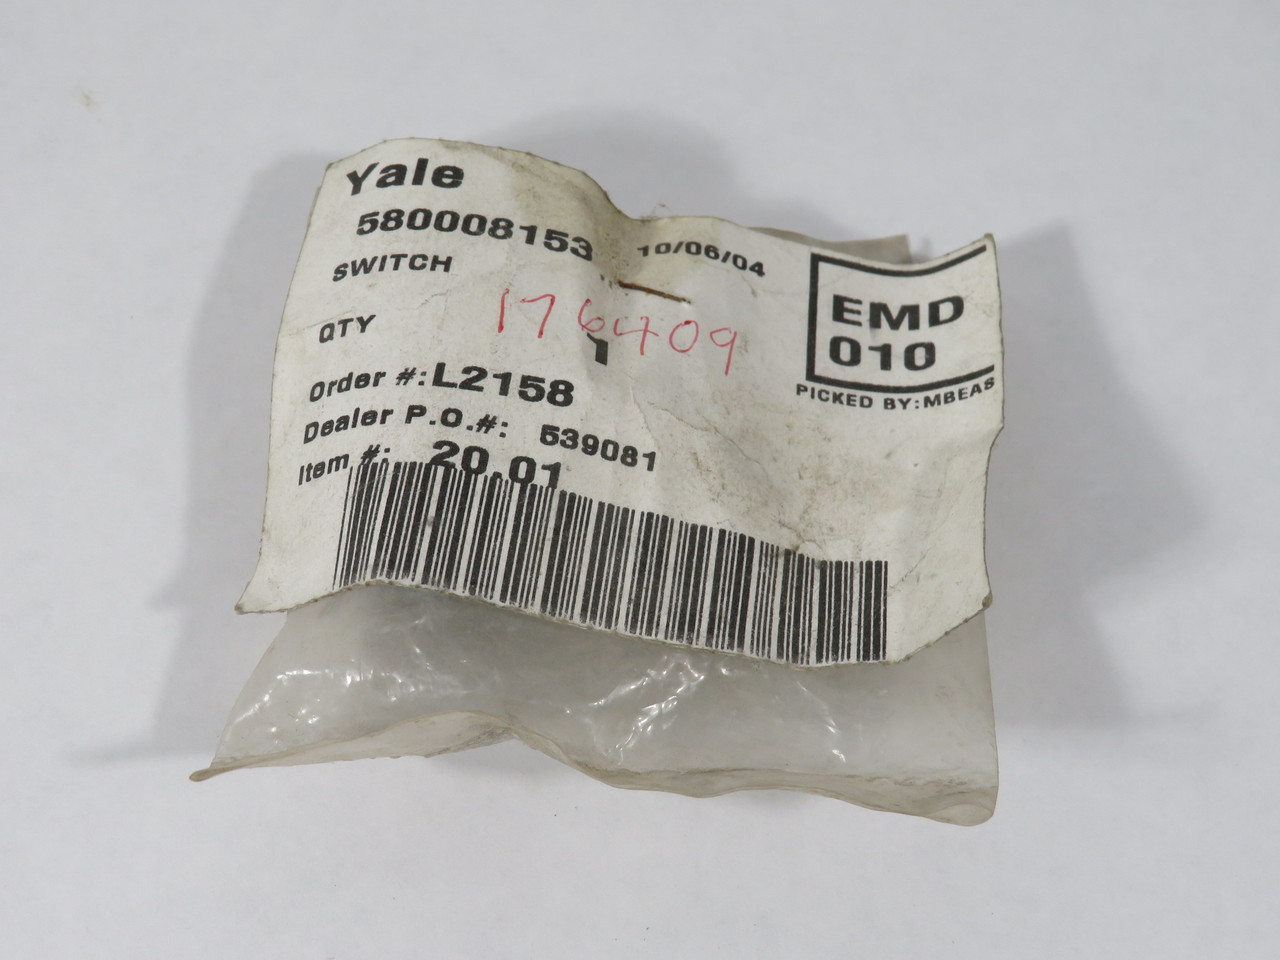 Yale
580008153 10/06/04
SWITCH
EMD
010
176409
QTY 1
PICKED BY:MBEAS
Order #:L2158
Dealer P.O.#: 539081
Item #: 20.01